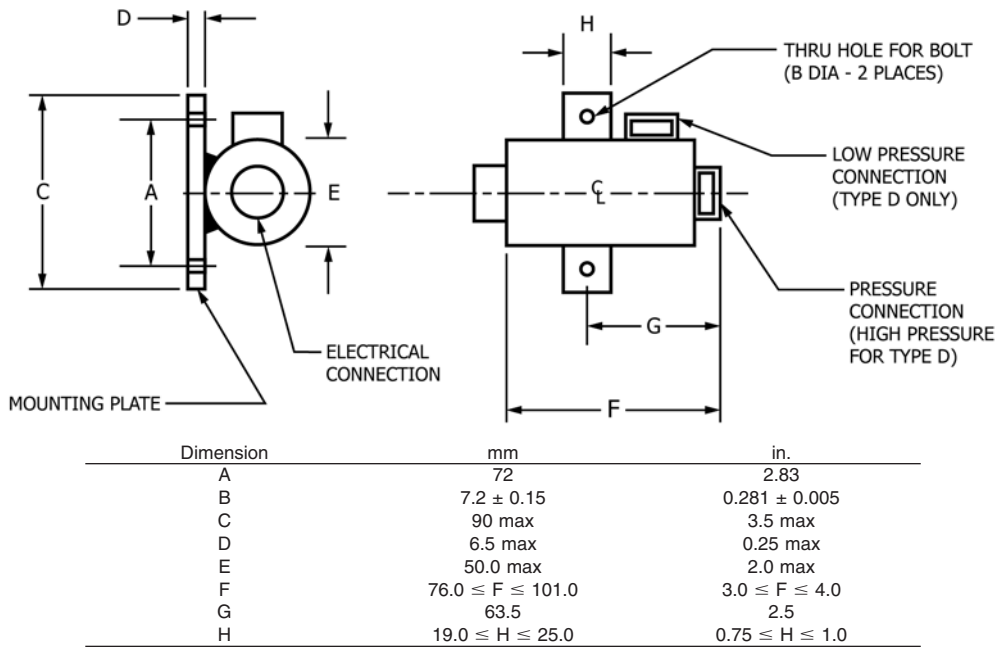 D
H
THRU HOLE FOR BOLT
(B DIA - 2 PLACES)
C
A
E
CL
LOW PRESSURE
CONNECTION
(TYPE D ONLY)
G
PRESSURE
CONNECTION
(HIGH PRESSURE
FOR TYPE D)
ELECTRICAL
CONNECTION
MOUNTING PLATE
F
Dimension mm in.
A 72 2.83
B 7.2 ± 0.15 0.281 ± 0.005
C 90 max 3.5 max
D 6.5 max 0.25 max
E 50.0 max 2.0 max
F 76.0 ≤ F ≤ 101.0 3.0 ≤ F ≤ 4.0
G 63.5 2.5
H 19.0 ≤ H ≤ 25.0 0.75 ≤ H ≤ 1.0